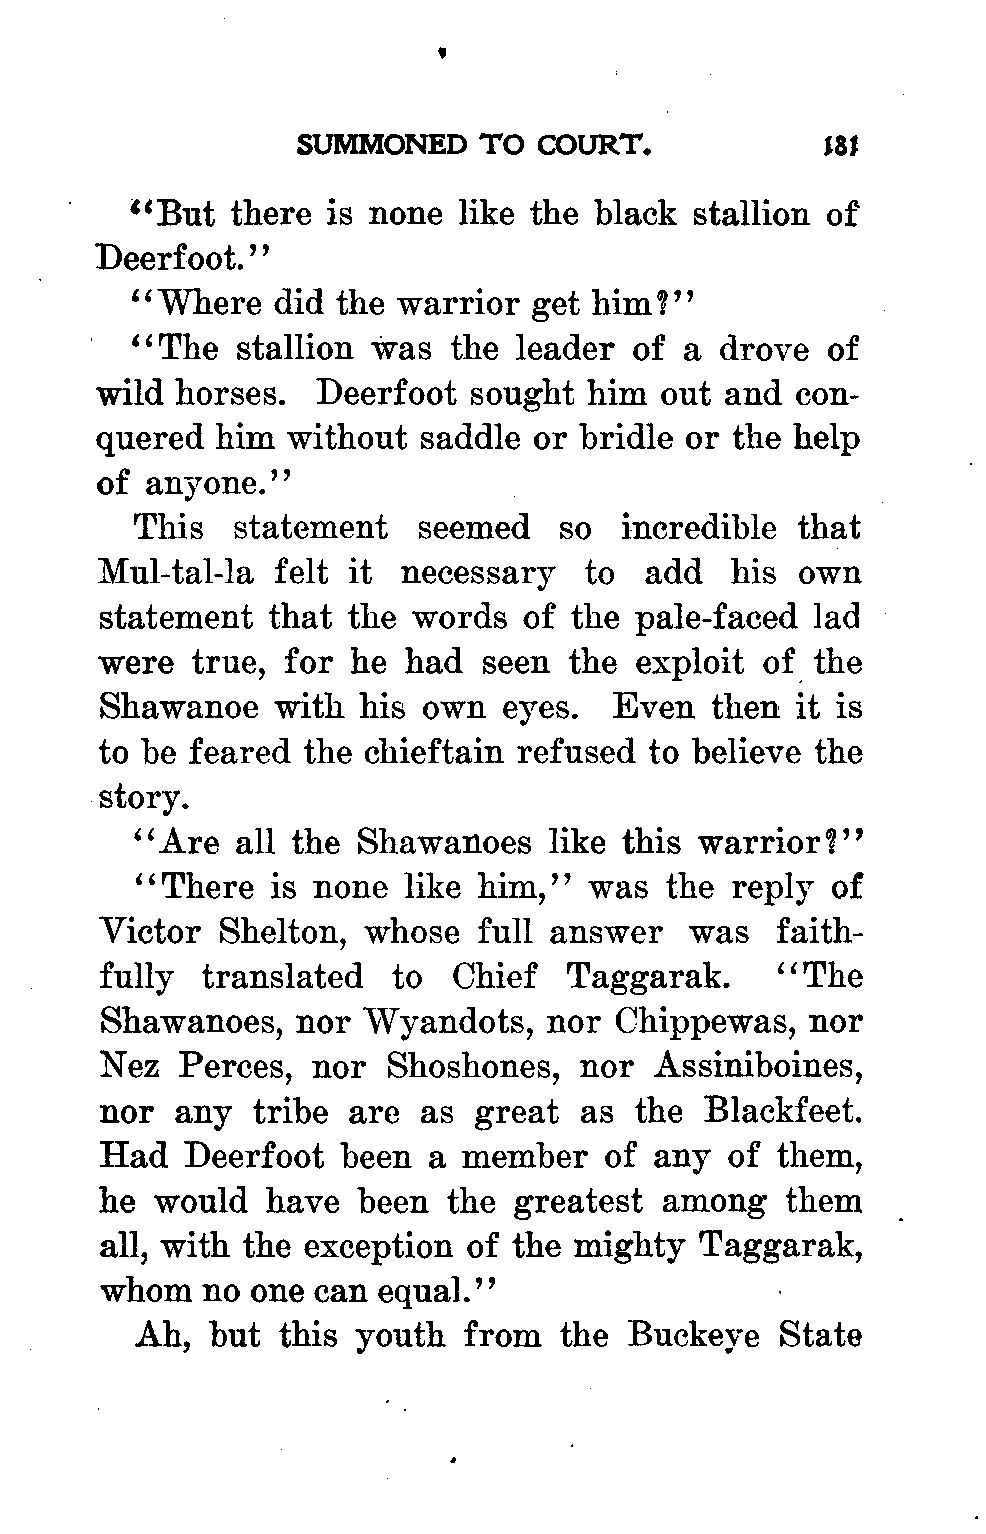 SUMMONED TO COURT. 181
"But there is none like the black stallion of
Deerfoot."
"Where did the warrior get him?"
"The stallion was the leader of a drove of
wild horses. Deerfoot sought him out and con-
quered him without saddle or bridle or the help
of anyone."
This statement seemed so incredible that
Mul-tal-la felt it necessary to add his own
statement that the words of the pale-faced lad
were true, for he had seen the exploit of the
Shawanoe with his own eyes. Even then it is
to be feared the chieftain refused to believe the
story.
"Are all the Shawanoes like this warrior?"
"There is none like him," was the reply of
Victor Shelton, whose full answer was faith-
fully translated to Chief Taggarak. "The
Shawanoes, nor Wyandots, nor Chippewas, nor
Nez Perces, nor Shoshones, nor Assiniboines,
nor any tribe are as great as the Blackfeet.
Had Deerfoot been a member of any of them,
he would have been the greatest among them
all, with the exception of the mighty Taggarak,
whom no one can equal."
Ah, but this youth from the Buckeye State